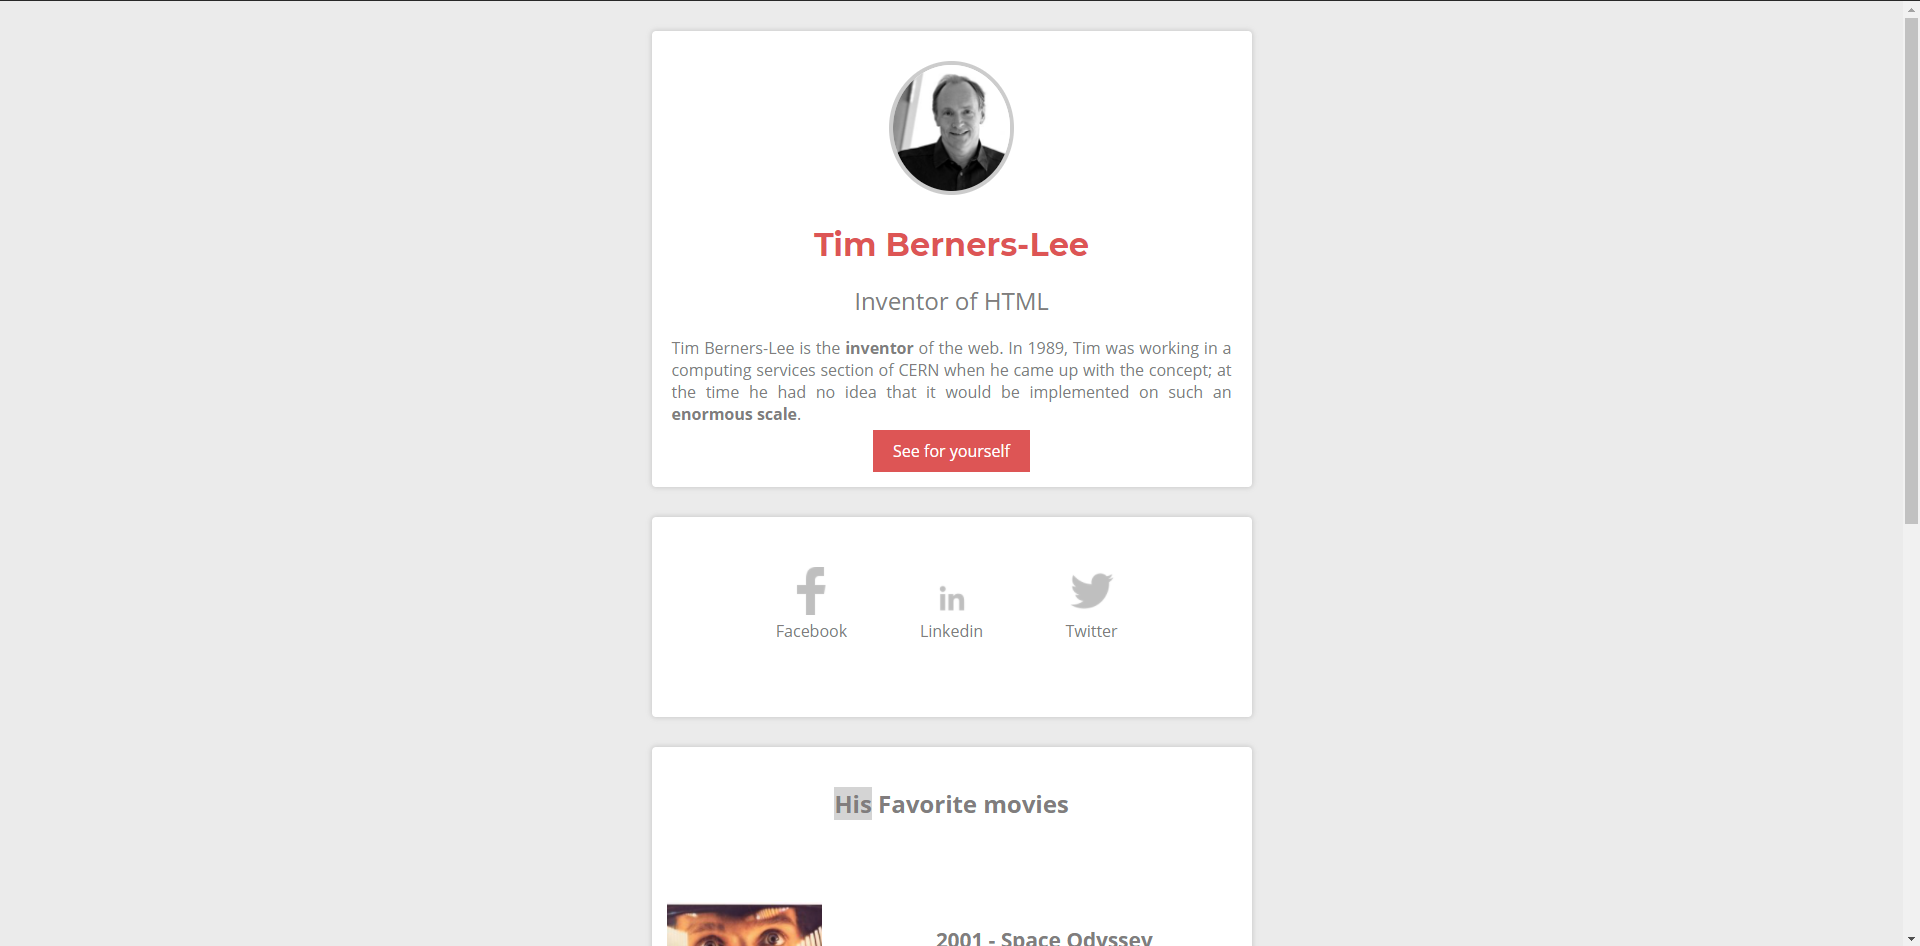 Tim Berners-Lee
Inventor of HTML
Tim Berners-Lee is the inventor of the web. In 1989, Tim was working in a
computing services section of CERN when he came up with the concept; at
the time he had no idea that it would be implemented on such an
enormous scale.
See for yourself
Facebook
Linkedin
Twitter
His Favorite movies
2001 - Space Odyssey